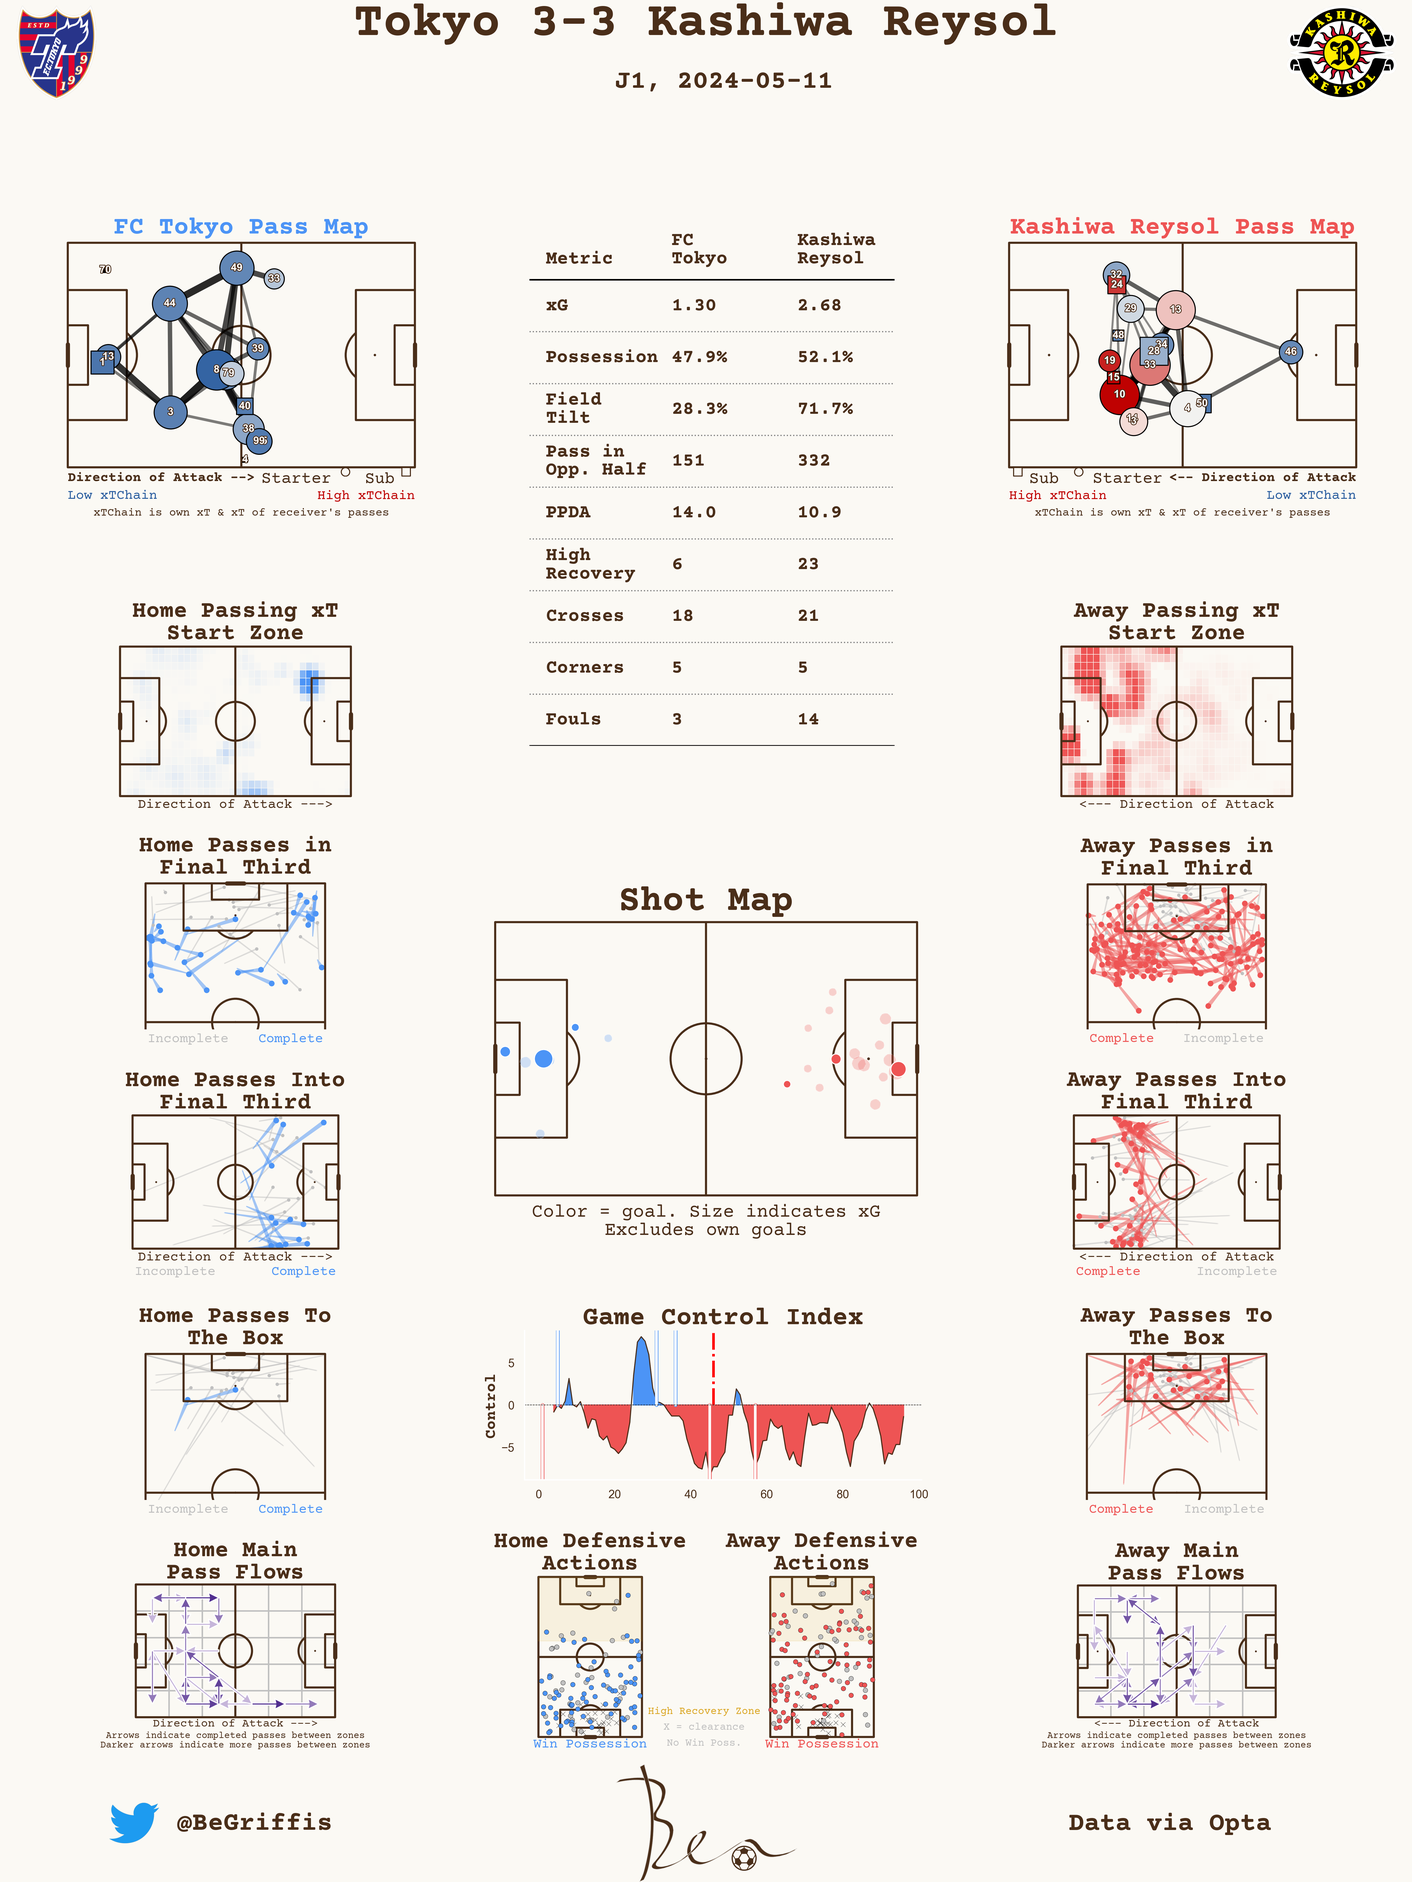 Tokyo 3-3 Kashiwa Reysol
J1, 2024-05-11
ESTD
FCTOKYO
1999
KASHIWA
REYSOL
FC Tokyo Pass Map
70
49
33
44
13
1
39
8
79
3
40
38
99
4
Direction of Attack --> Starter Sub
Low xTChain High xTChain
xTChain is own xT & xT of receiver's passes
Metric FC Tokyo Kashiwa Reysol
xG 1.30 2.68
Possession 47.9% 52.1%
Field Tilt 28.3% 71.7%
Pass in Opp. Half 151 332
PPDA 14.0 10.9
High Recovery 6 23
Crosses 18 21
Corners 5 5
Fouls 3 14
Kashiwa Reysol Pass Map
32
24
29
13
48
34
28
46
19
33
15
10
4
50
Sub Starter <-- Direction of Attack
High xTChain Low xTChain
xTChain is own xT & xT of receiver's passes
Home Passing xT
Start Zone
Direction of Attack --->
Away Passing xT
Start Zone
<--- Direction of Attack
Home Passes in
Final Third
Incomplete Complete
Away Passes in
Final Third
Complete Incomplete
Shot Map
Color = goal. Size indicates xG
Excludes own goals
Home Passes Into
Final Third
Direction of Attack --->
Incomplete Complete
Away Passes Into
Final Third
<--- Direction of Attack
Complete Incomplete
Home Passes To
The Box
Incomplete Complete
Game Control Index
Control
5
0
−5
0 20 40 60 80 100
Away Passes To
The Box
Complete Incomplete
Home Main
Pass Flows
Direction of Attack --->
Arrows indicate completed passes between zones
Darker arrows indicate more passes between zones
Home Defensive
Actions
Win Possession
Away Defensive
Actions
High Recovery Zone
X = clearance
No Win Poss.
Win Possession
Away Main
Pass Flows
<--- Direction of Attack
Arrows indicate completed passes between zones
Darker arrows indicate more passes between zones
@BeGriffis
Ben
Data via Opta